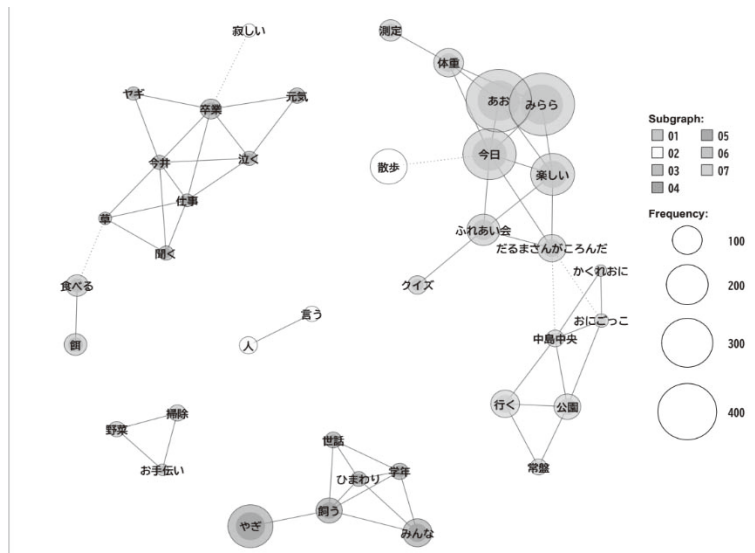 寂しい
ヤギ
卒業
元気
今井
泣く
仕事
草
聞く
食べる
餌
言う
人
掃除
野菜
お手伝い
世話
ひまわり
学年
飼う
やぎ
みんな
測定
体重
あお
みらら
今日
散歩
楽しい
ふれあい会
だるまさんがころんだ
クイズ
かくれおに
おにごっこ
中島中央
行く
公園
常盤
Subgraph:
01 05
02 06
03 07
04
Frequency:
100
200
300
400